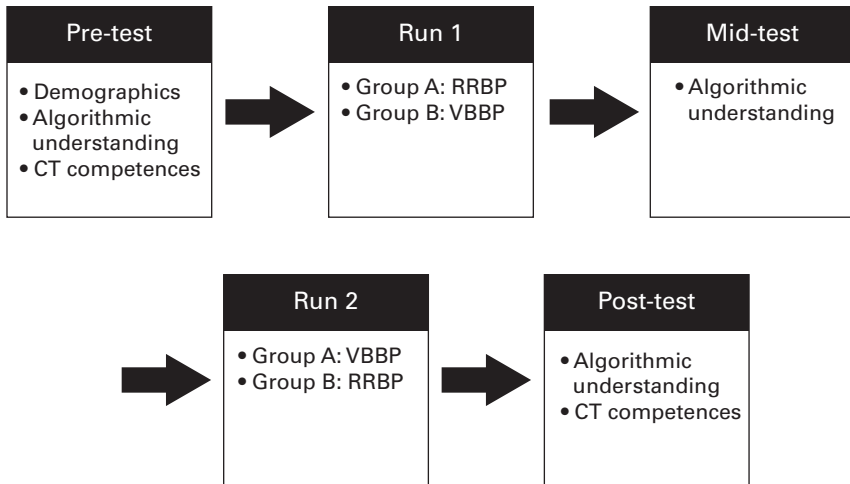 Pre-test
• Demographics
• Algorithmic
understanding
• CT competences
Run 1
• Group A: RRBP
• Group B: VBBP
Mid-test
• Algorithmic
understanding
Run 2
• Group A: VBBP
• Group B: RRBP
Post-test
• Algorithmic
understanding
• CT competences